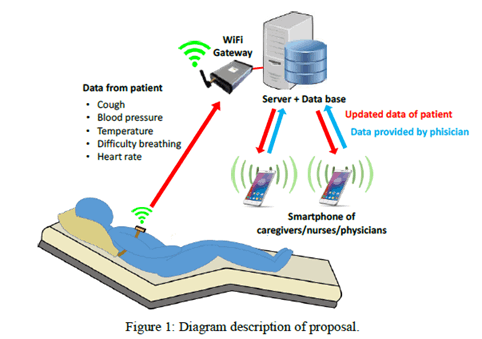 WiFi
Gateway
Data from patient
• Cough
• Blood pressure
• Temperature
• Difficulty breathing
• Heart rate
Server + Data base
Updated data of patient
Data provided by phisician
Smartphone of
caregivers/nurses/physicians
Figure 1: Diagram description of proposal.